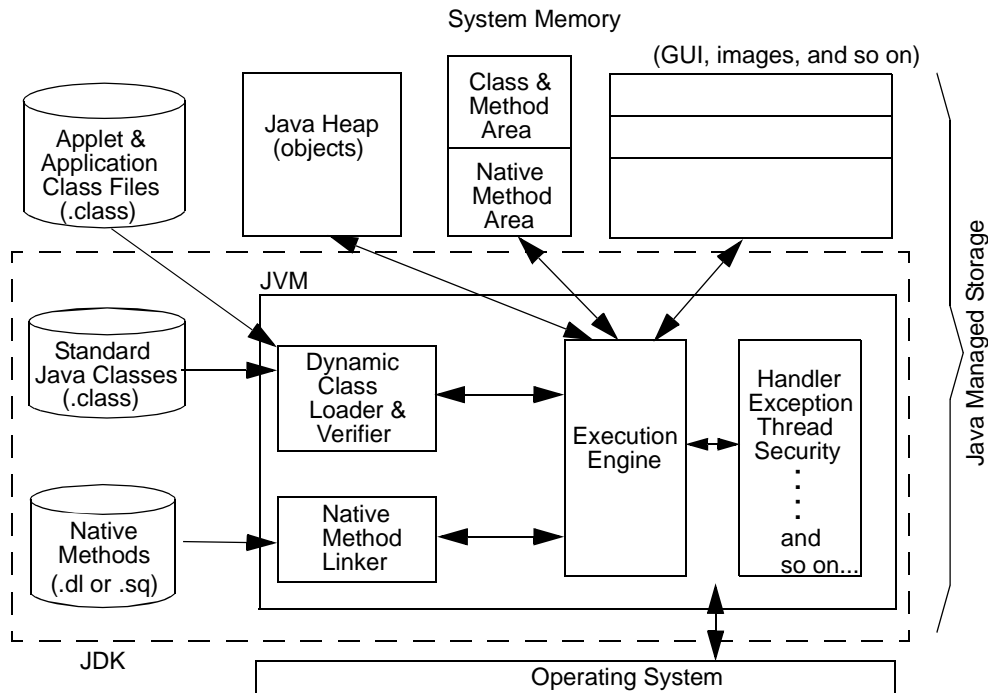 System Memory
(GUI, images, and so on)
Applet &
Application
Class Files
(.class)
Java Heap
(objects)
Class &
Method
Area
Native
Method
Area
Java Managed Storage
JVM
Standard
Java Classes
(.class)
Dynamic
Class
Loader &
Verifier
Execution
Engine
Handler
Exception
Thread
Security
.
.
.
.
and
so on...
Native
Methods
(.dl or .sq)
Native
Method
Linker
JDK
Operating System